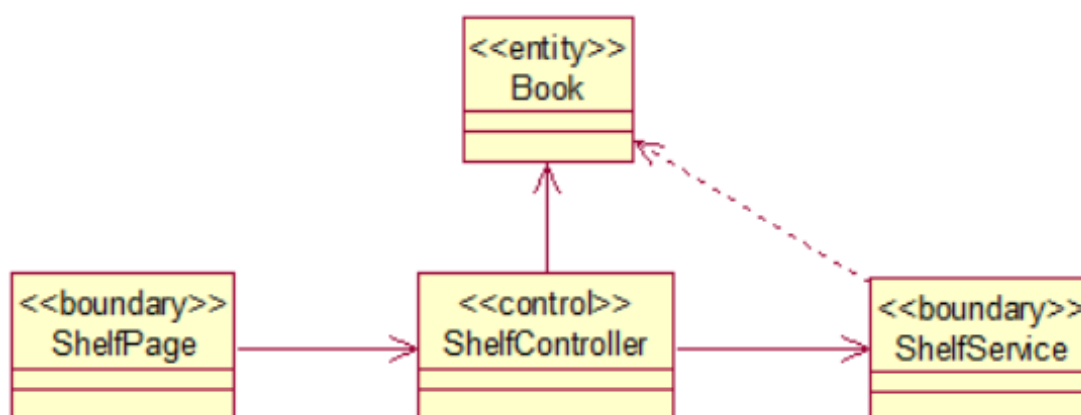 <<entity>>
Book
<<boundary>>
ShelfPage
<<control>>
ShelfController
<<boundary>>
ShelfService